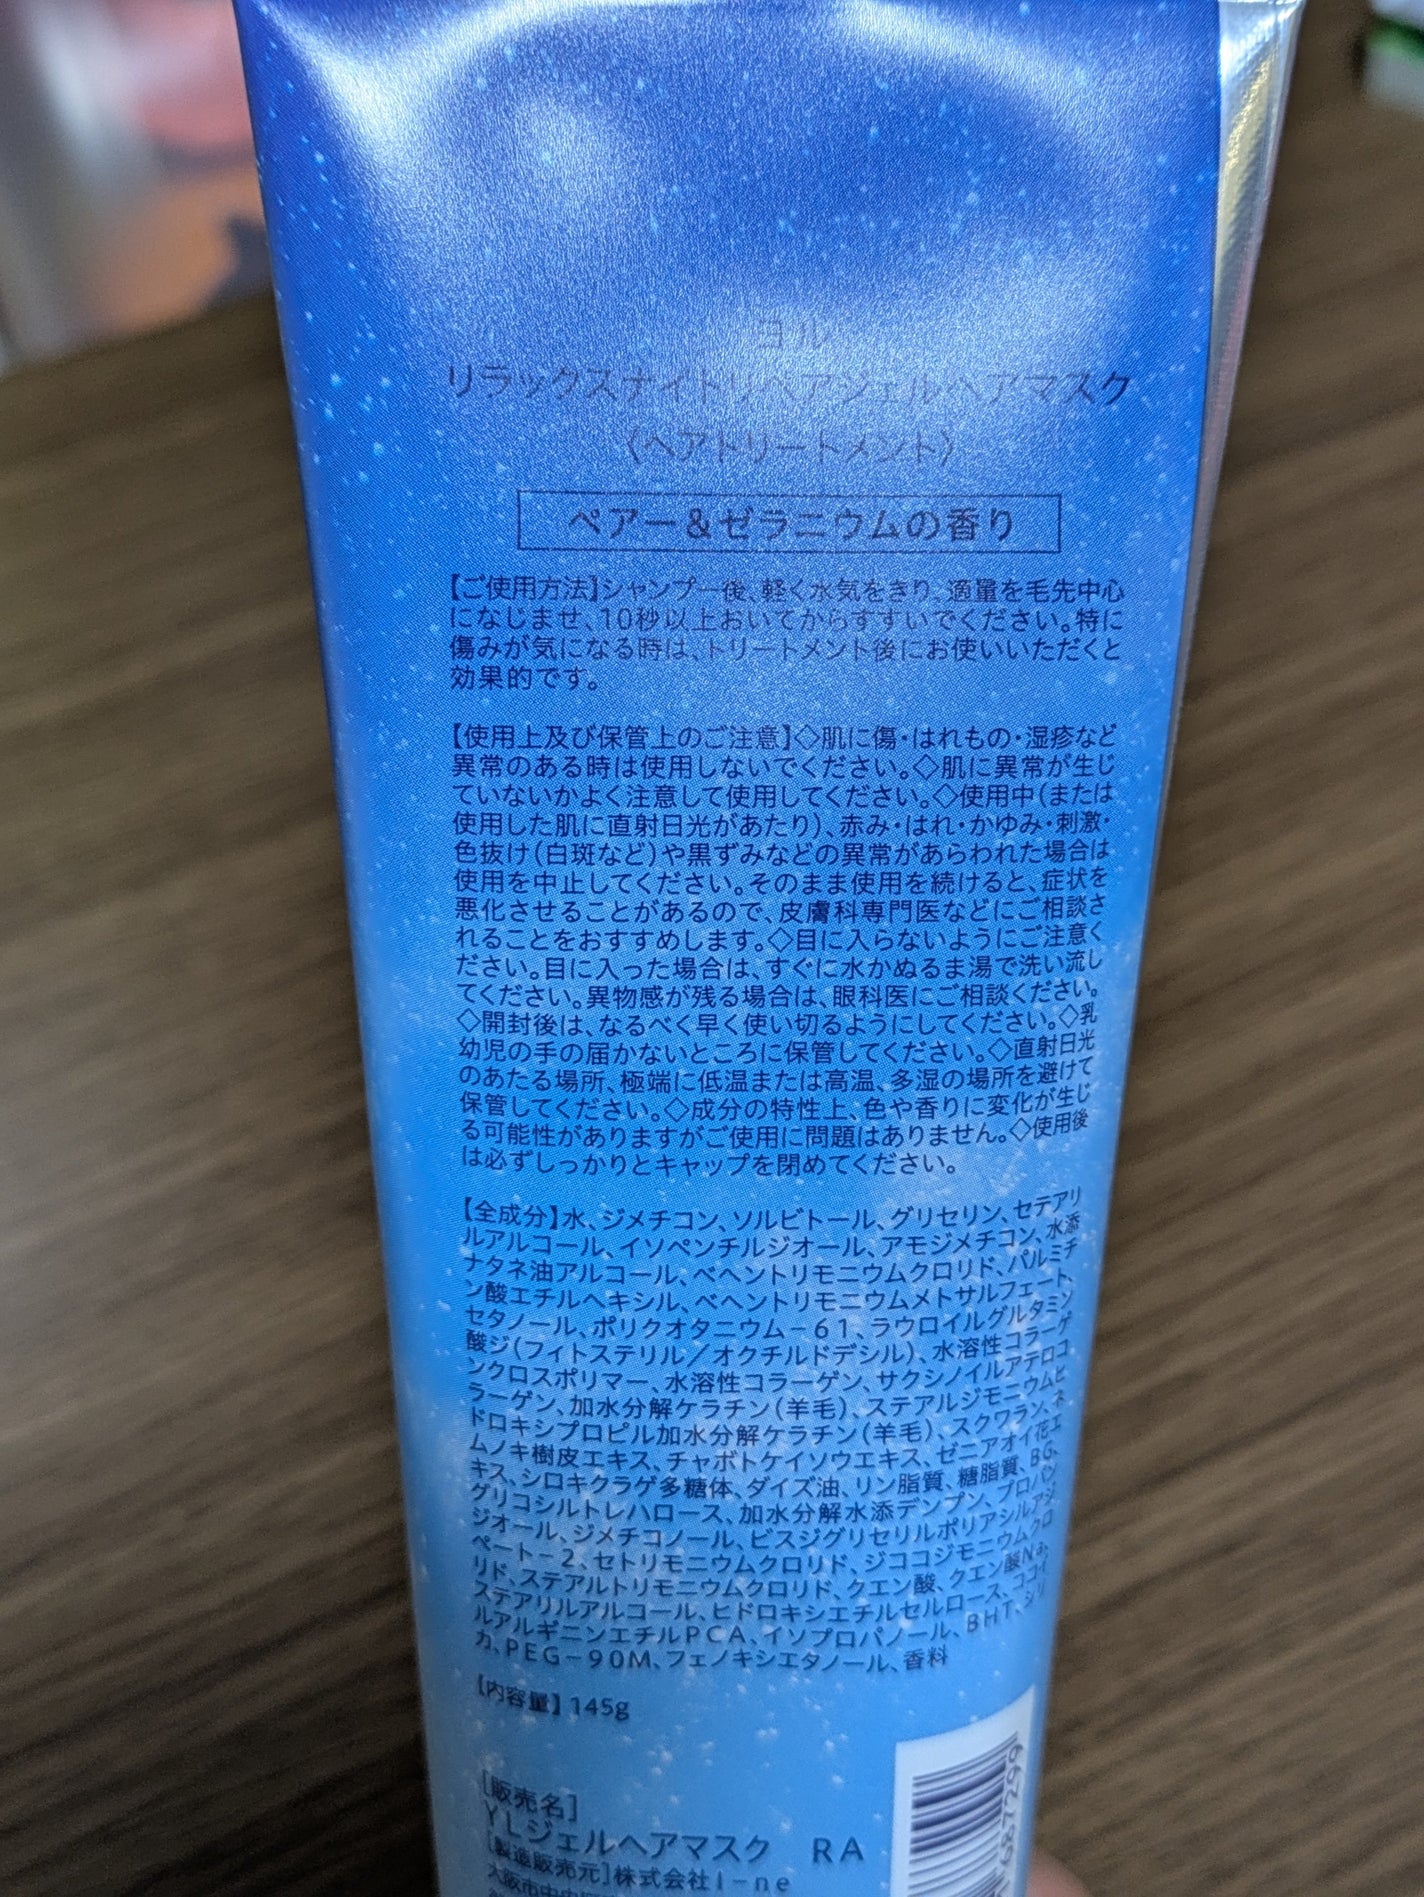 ヨル
リラックスナイトリペアジェルヘアマスク
〈ヘアトリートメント〉
ペアー&ゼラニウムの香り
【ご使用方法】シャンプー後、軽く水気をきり、適量を毛先中心
になじませ、10秒以上おいてからすすいでください。特に
傷みが気になる時は、トリートメント後にお使いいただくと
効果的です。
【使用上及び保管上のご注意】◇肌に傷・はれもの・湿疹など
異常のある時は使用しないでください。◇肌に異常が生じ
ていないかよく注意して使用してください。◇使用中(または
使用した肌に直射日光があたり)、赤み・はれ・かゆみ・刺激・
色抜け(白斑など)や黒ずみなどの異常があらわれた場合は
使用を中止してください。そのまま使用を続けると、症状を
悪化させることがあるので、皮膚科専門医などにご相談さ
れることをおすすめします。◇目に入らないようにご注意く
ださい。目に入った場合は、すぐに水かぬるま湯で洗い流し
てください。異物感が残る場合は、眼科医にご相談ください。
◇開封後は、なるべく早く使い切るようにしてください。◇乳
幼児の手の届かないところに保管してください。◇直射日光
のあたる場所、極端に低温または高温、多湿の場所を避けて
保管してください。◇成分の特性上、色や香りに変化が生じ
る可能性がありますがご使用に問題はありません。◇使用後
は必ずしっかりとキャップを閉めてください。
【全成分】水、ジメチコン、ソルビトール、グリセリン、セテアリ
ルアルコール、イソペンチルジオール、アモジメチコン、水添
ナタネ油アルコール、ベヘントリモニウムクロリド、パルミチ
ン酸エチルヘキシル、ベヘントリモニウムメトサルフェート、
セタノール、ポリクオタニウム-61、ラウロイルグルタミン
酸ジ(フィトステリル/オクチルドデシル)、水溶性コラーゲ
ンクロスポリマー、水溶性コラーゲン、サクシノイルアテロコ
ラーゲン、加水分解ケラチン(羊毛)、ステアルジモニウムヒ
ドロキシプロピル加水分解ケラチン(羊毛)、スクワラン、ネ
ムノキ樹皮エキス、チャボトケイソウエキス、ゼニアオイ花エ
キス、シロキクラゲ多糖体、ダイズ油、リン脂質、糖脂質、BG、
グリコシルトレハロース、加水分解水添デンプン、プロパン
ジオール、ジメチコノール、ビスジグリセリルポリアシルアジ
ペート-2、セトリモニウムクロリド、ジココジモニウムクロ
リド、ステアルトリモニウムクロリド、クエン酸、クエン酸Na、
ステアリルアルコール、ヒドロキシエチルセルロース、ココイ
ルアルギニンエチルPCA、イソプロパノール、BHT、シリ
カ、PEG-90M、フェノキシエタノール、香料
【内容量】145g
[販売名]
YLジェルヘアマスク RA
[製造販売元]株式会社I-ne
大阪市中央区